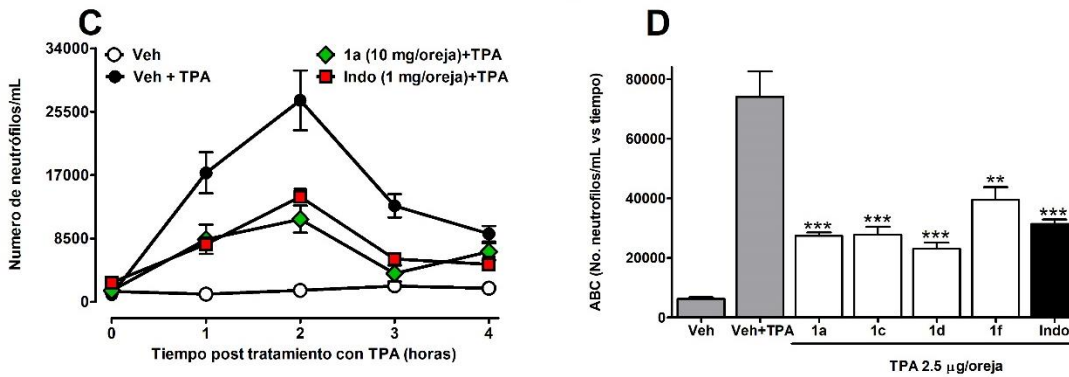 C
Numero de neutrófilos/mL
34000
25500
17000
8500
0
Veh
Veh + TPA
1a (10 mg/oreja)+TPA
Indo (1 mg/oreja)+TPA
0 1 2 3 4
Tiempo post tratamiento con TPA (horas)
D
ABC (No. neutrofilos/mL vs tiempo)
80000
60000
40000
20000
0
***
***
***
**
***
Veh Veh+TPA 1a 1c 1d 1f Indo
TPA 2.5 µg/oreja